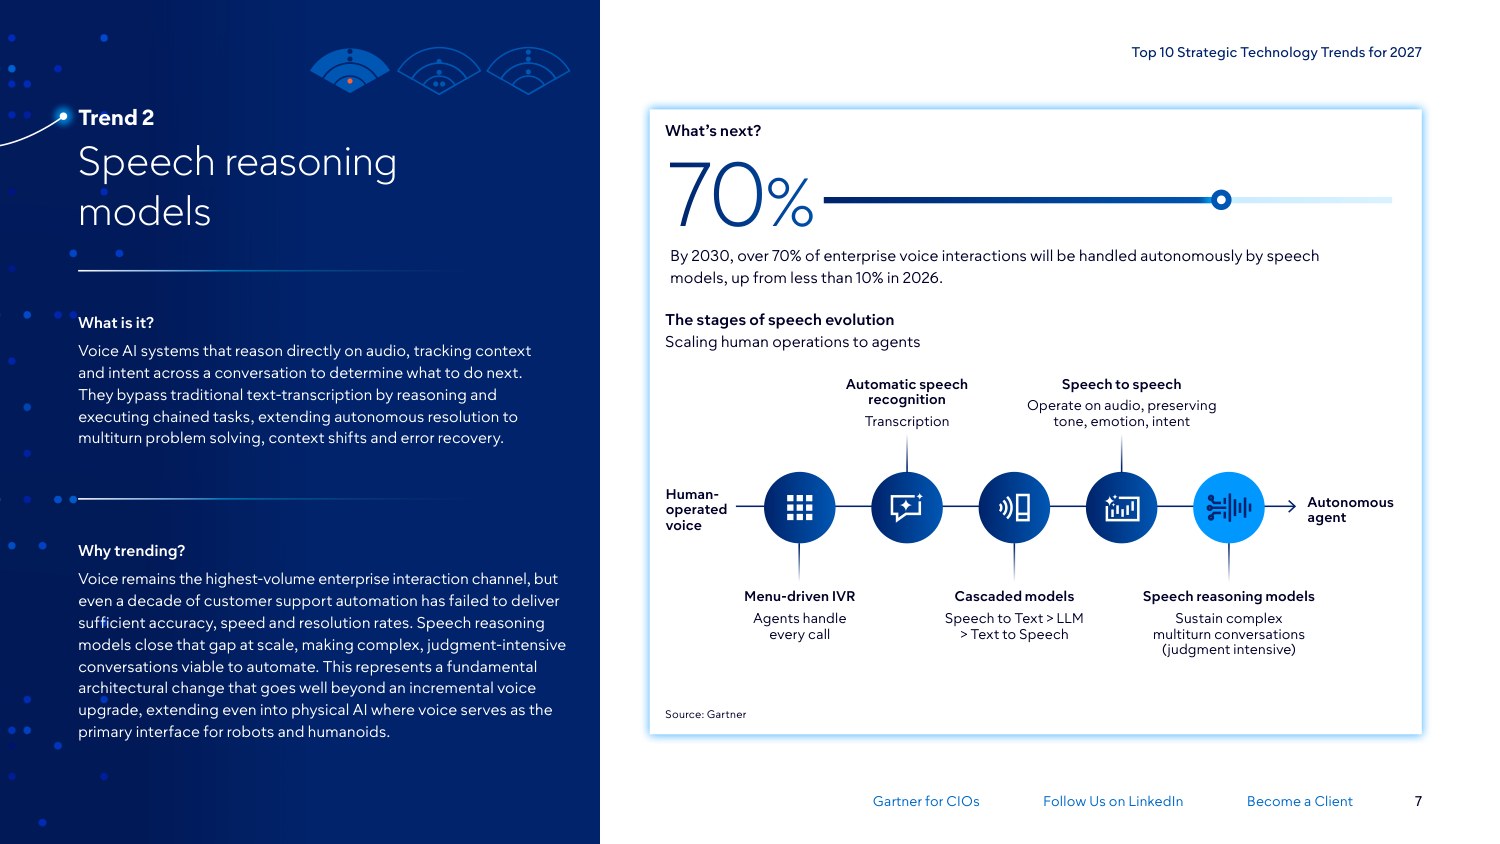 Trend 2
Speech reasoning
models
What is it?
Voice AI systems that reason directly on audio, tracking context
and intent across a conversation to determine what to do next.
They bypass traditional text-transcription by reasoning and
executing chained tasks, extending autonomous resolution to
multiturn problem solving, context shifts and error recovery.
Why trending?
Voice remains the highest-volume enterprise interaction channel, but
even a decade of customer support automation has failed to deliver
sufficient accuracy, speed and resolution rates. Speech reasoning
models close that gap at scale, making complex, judgment-intensive
conversations viable to automate. This represents a fundamental
architectural change that goes well beyond an incremental voice
upgrade, extending even into physical AI where voice serves as the
primary interface for robots and humanoids.
Top 10 Strategic Technology Trends for 2027
What’s next?
70%
By 2030, over 70% of enterprise voice interactions will be handled autonomously by speech
models, up from less than 10% in 2026.
The stages of speech evolution
Scaling human operations to agents
Automatic speech
recognition
Transcription
Speech to speech
Operate on audio, preserving
tone, emotion, intent
Human-
operated
voice
Autonomous
agent
Menu-driven IVR
Agents handle
every call
Cascaded models
Speech to Text > LLM
> Text to Speech
Speech reasoning models
Sustain complex
multiturn conversations
(judgment intensive)
Source: Gartner
Gartner for CIOs
Follow Us on LinkedIn
Become a Client
7